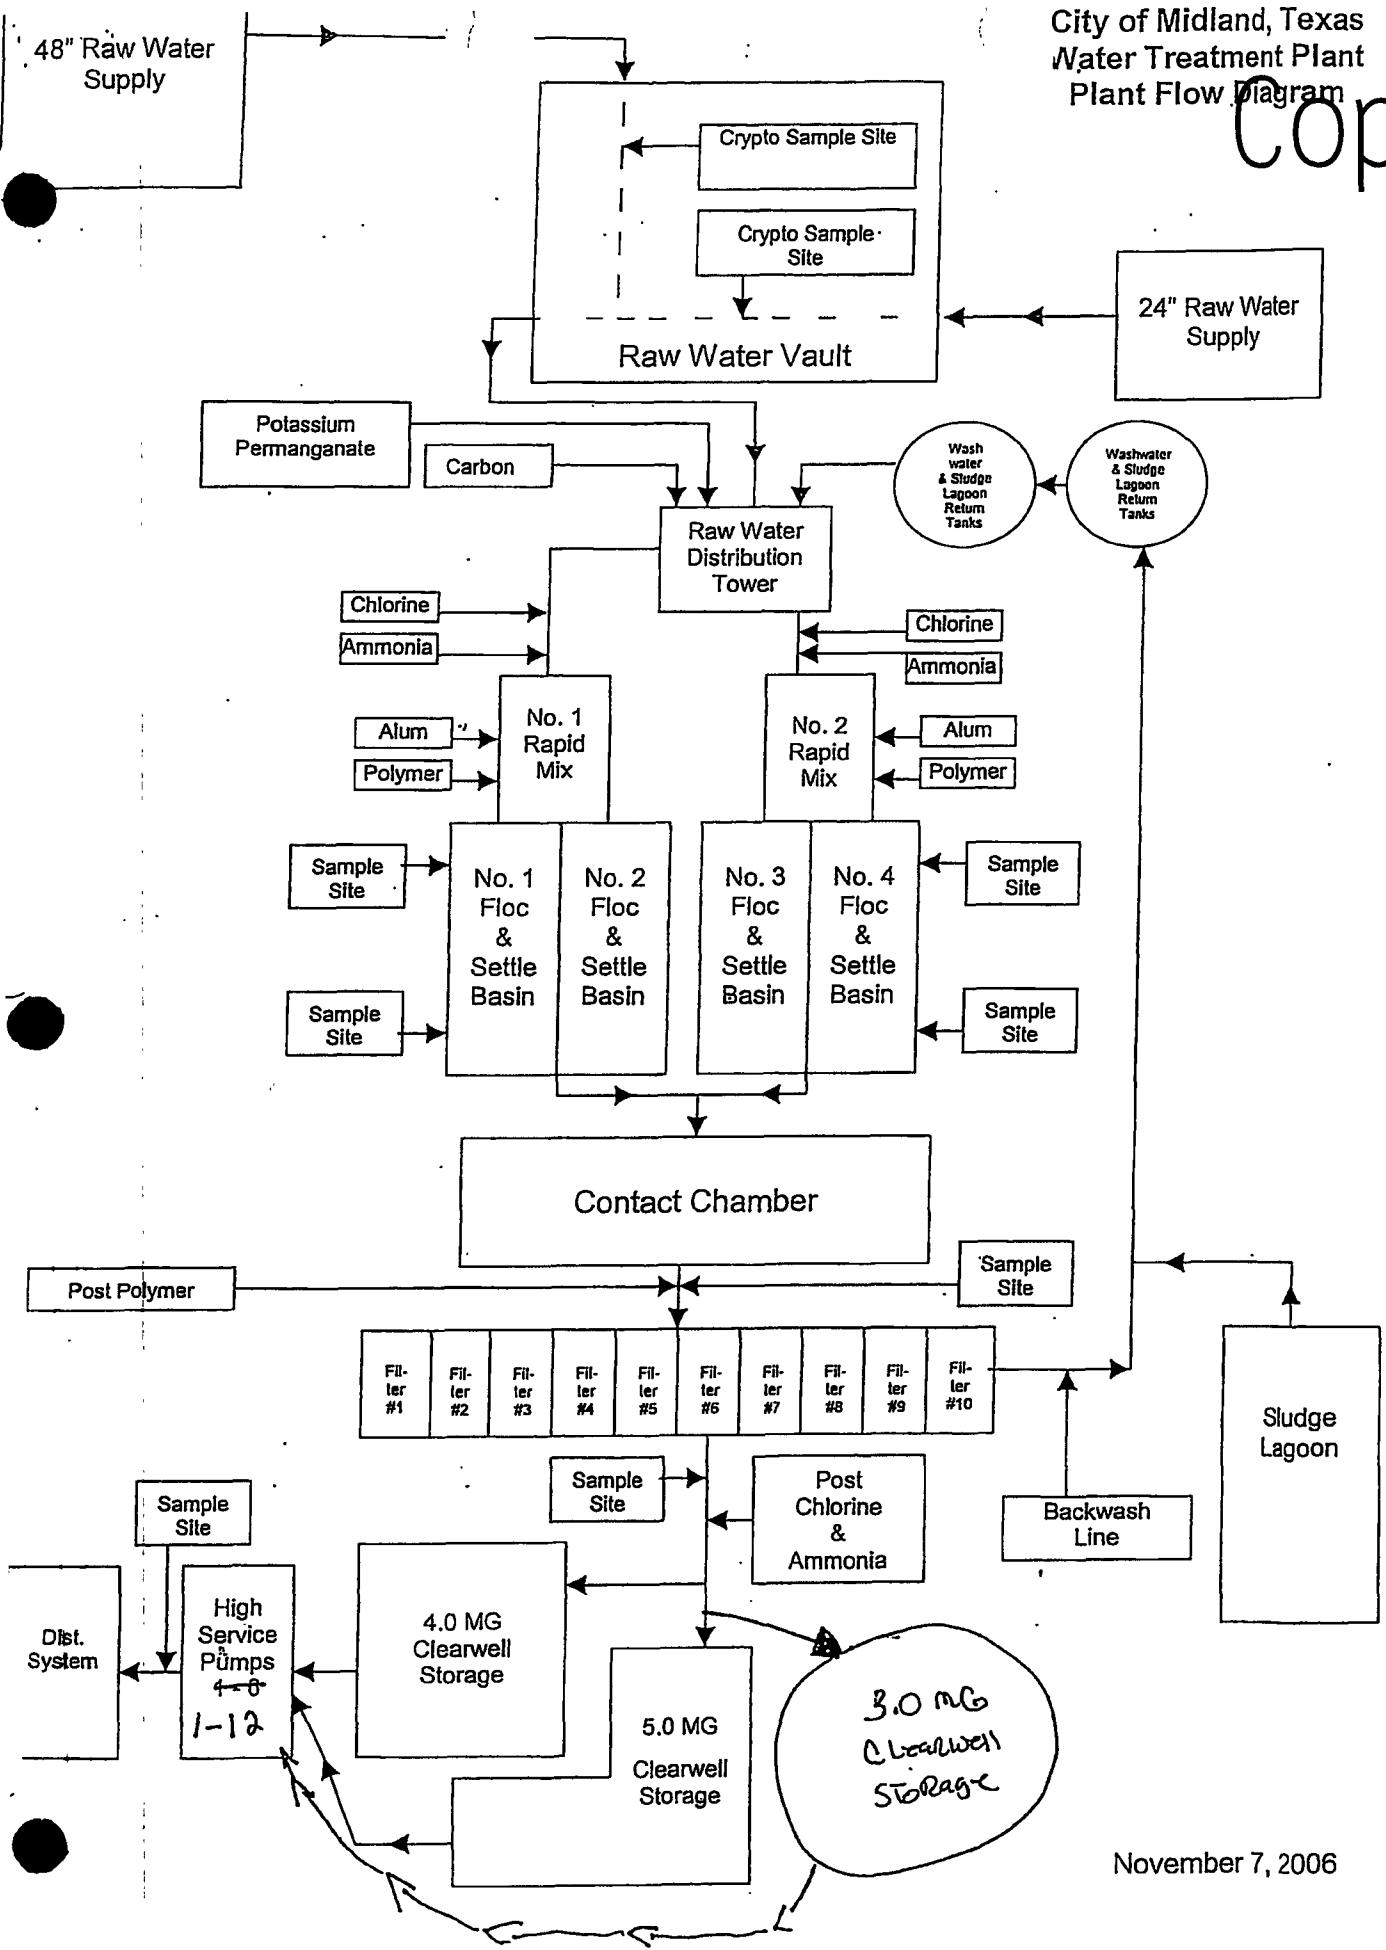 City of Midland, Texas
Water Treatment Plant
Plant Flow Diagram
Cop
48" Raw Water
Supply
Crypto Sample Site
Crypto Sample
Site
Raw Water Vault
24" Raw Water
Supply
Potassium
Permanganate
Carbon
Wash
water
& Sludge
Lagoon
Return
Tanks
Washwater
& Sludge
Lagoon
Return
Tanks
Raw Water
Distribution
Tower
Chlorine
Ammonia
Chlorine
Ammonia
No. 1
Rapid
Mix
Alum
Polymer
No. 2
Rapid
Mix
Alum
Polymer
Sample
Site
No. 1
Floc
&
Settle
Basin
No. 2
Floc
&
Settle
Basin
No. 3
Floc
&
Settle
Basin
No. 4
Floc
&
Settle
Basin
Sample
Site
Sample
Site
Sample
Site
Contact Chamber
Post Polymer
Sample
Site
Fil-
ter
#1
Fil-
ter
#2
Fil-
ter
#3
Fil-
ter
#4
Fil-
ter
#5
Fil-
ter
#6
Fil-
ter
#7
Fil-
ter
#8
Fil-
ter
#9
Fil-
ter
#10
Sludge
Lagoon
Sample
Site
Post
Chlorine
&
Ammonia
Backwash
Line
Sample
Site
Dist.
System
High
Service
Pumps
1-12
4.0 MG
Clearwell
Storage
5.0 MG
Clearwell
Storage
3.0 MG
Clearwell
Storage
November 7, 2006